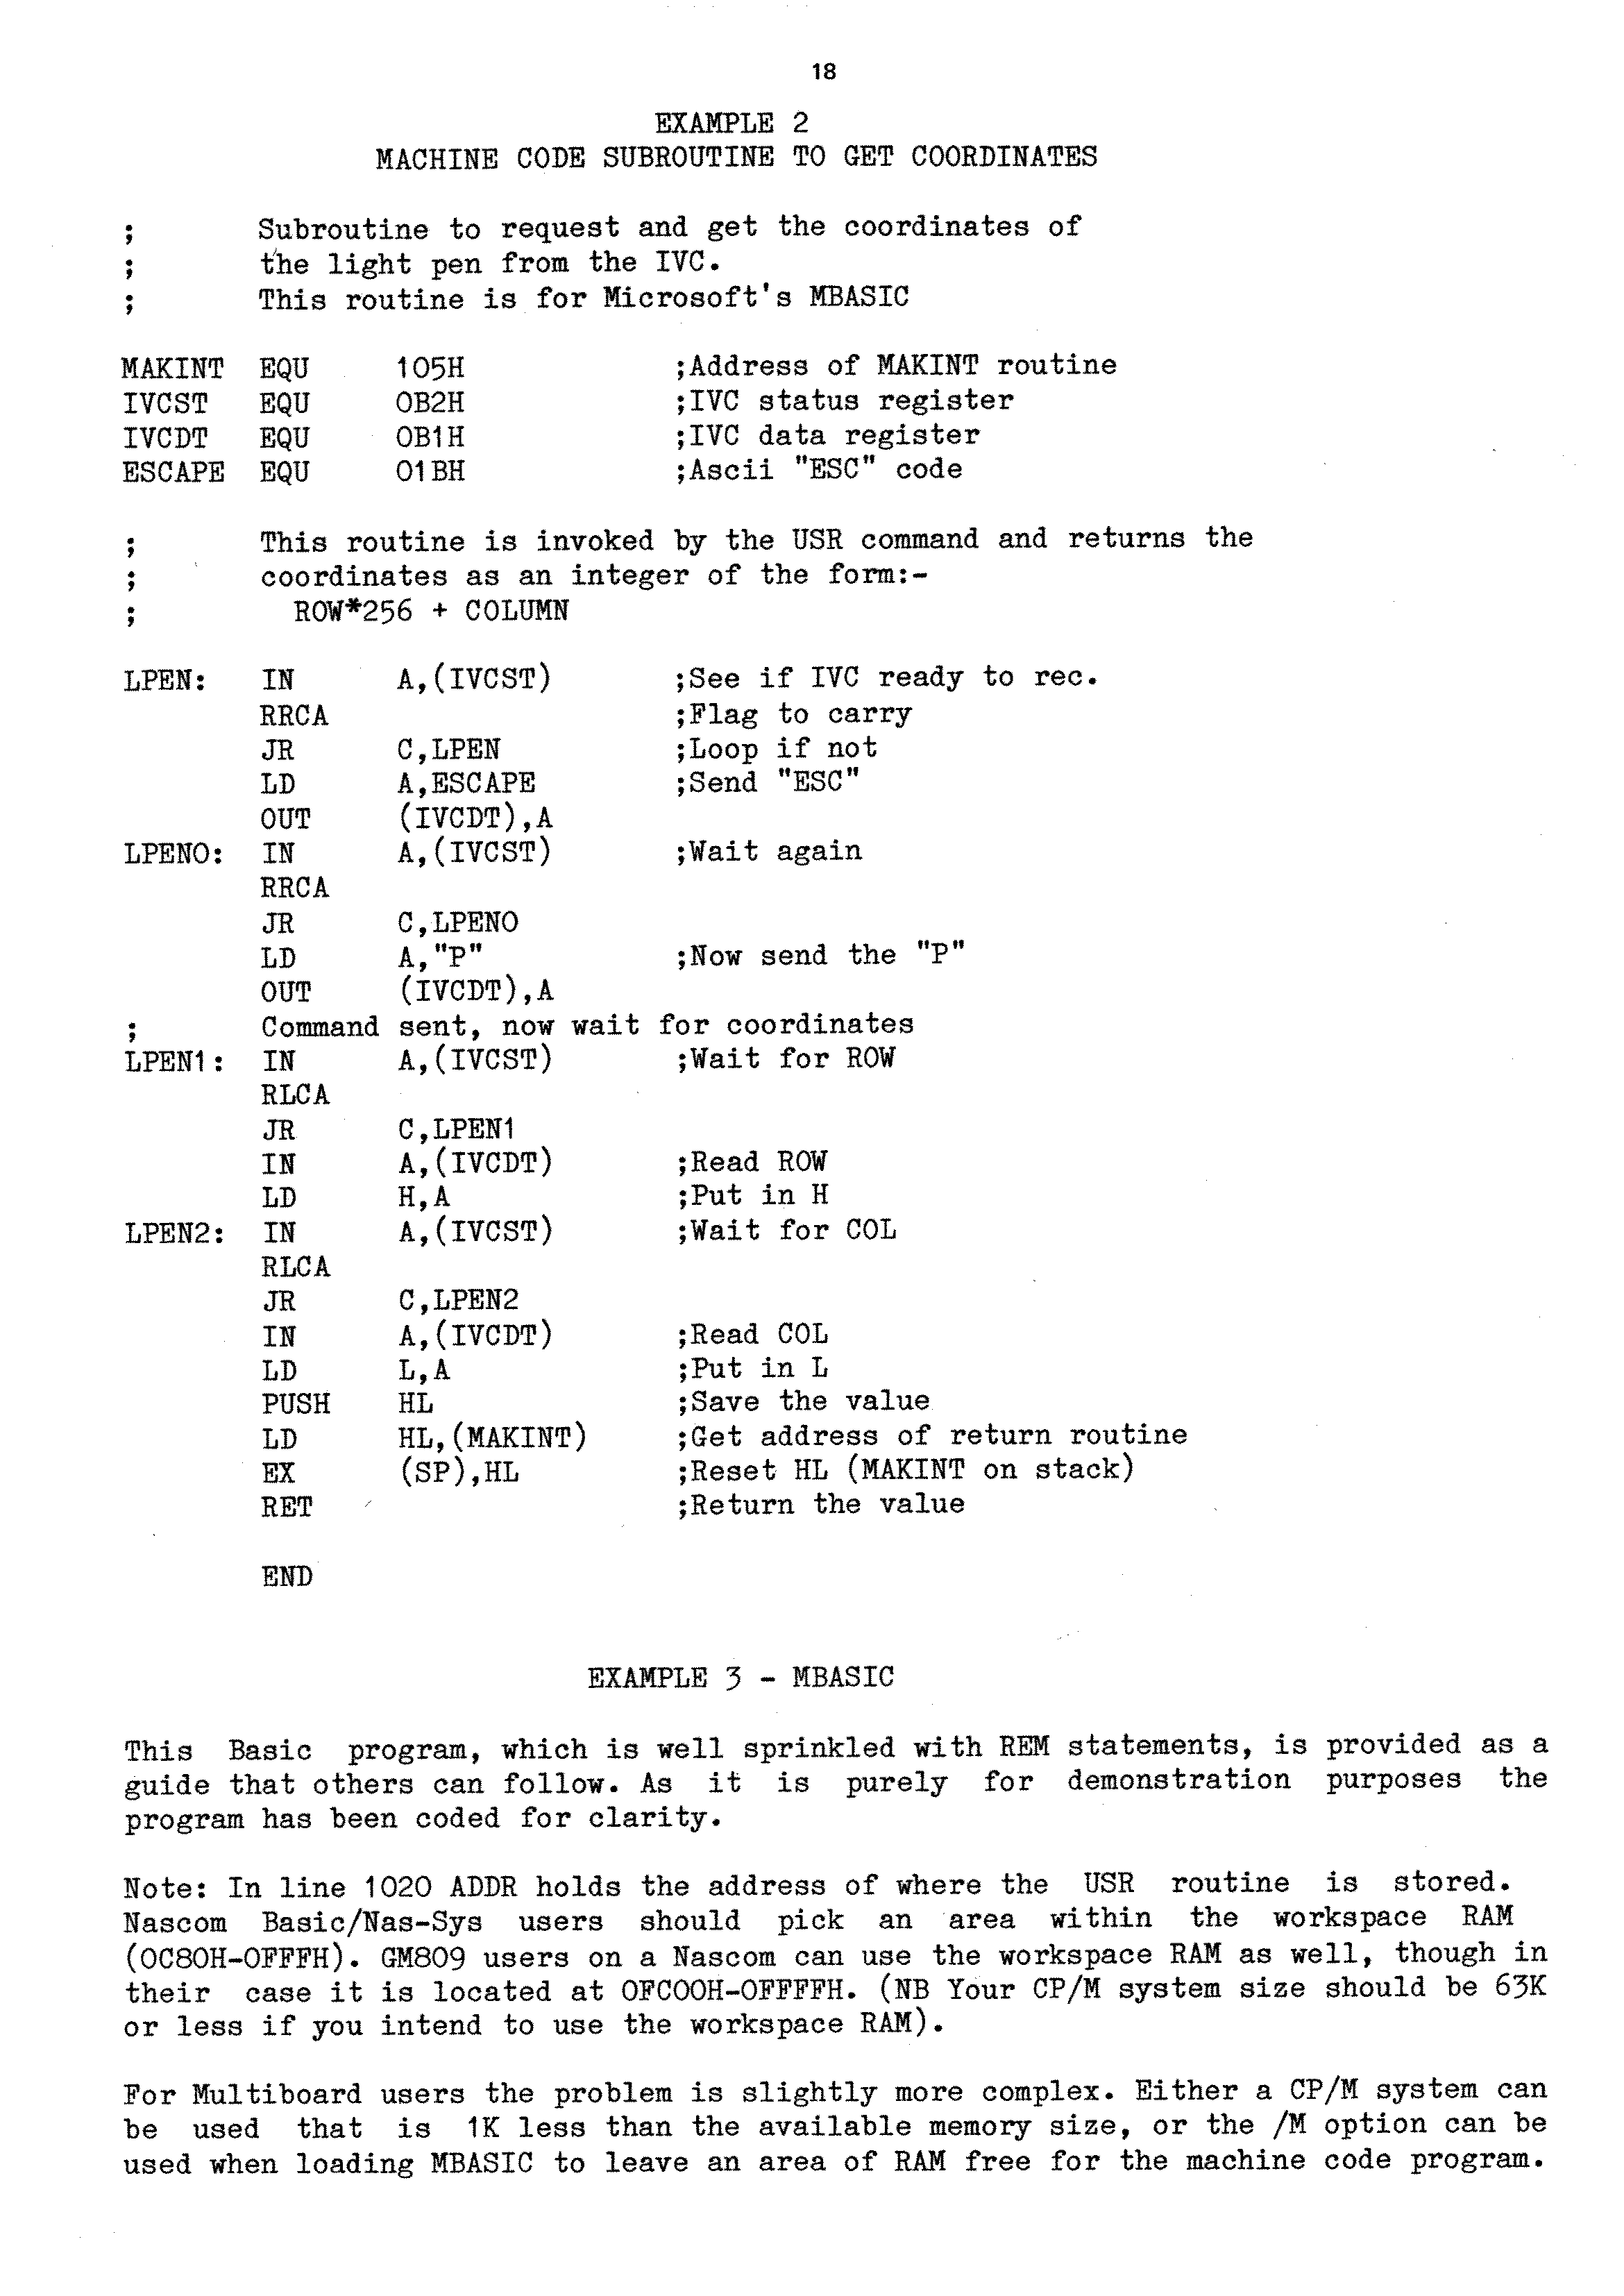 18
EXAMPLE 2
MACHINE CODE SUBROUTINE TO GET COORDINATES
;       Subroutine to request and get the coordinates of
;       the light pen from the IVC.
;       This routine is for Microsoft's MBASIC
MAKINT  EQU     105H            ;Address of MAKINT routine
IVCST   EQU     0B2H            ;IVC status register
IVCDT   EQU     0B1H            ;IVC data register
ESCAPE  EQU     01BH            ;Ascii "ESC" code
;       This routine is invoked by the USR command and returns the
;       coordinates as an integer of the form:-
;         ROW*256 + COLUMN
LPEN:   IN      A,(IVCST)       ;See if IVC ready to rec.
        RRCA                    ;Flag to carry
        JR      C,LPEN          ;Loop if not
        LD      A,ESCAPE        ;Send "ESC"
        OUT     (IVCDT),A
LPEN0:  IN      A,(IVCST)       ;Wait again
        RRCA
        JR      C,LPEN0
        LD      A,"P"           ;Now send the "P"
        OUT     (IVCDT),A
;       Command sent, now wait for coordinates
LPEN1:  IN      A,(IVCST)       ;Wait for ROW
        RLCA
        JR      C,LPEN1
        IN      A,(IVCDT)       ;Read ROW
        LD      H,A             ;Put in H
LPEN2:  IN      A,(IVCST)       ;Wait for COL
        RLCA
        JR      C,LPEN2
        IN      A,(IVCDT)       ;Read COL
        LD      L,A             ;Put in L
        PUSH    HL              ;Save the value
        LD      HL,(MAKINT)     ;Get address of return routine
        EX      (SP),HL         ;Reset HL (MAKINT on stack)
        RET                     ;Return the value
        END
EXAMPLE 3 - MBASIC
This Basic program, which is well sprinkled with REM statements, is provided as a
guide that others can follow. As it is purely for demonstration purposes the
program has been coded for clarity.
Note: In line 1020 ADDR holds the address of where the USR routine is stored.
Nascom Basic/Nas-Sys users should pick an area within the workspace RAM
(0C80H-0FFFH). GM809 users on a Nascom can use the workspace RAM as well, though in
their case it is located at 0FC00H-0FFFFH. (NB Your CP/M system size should be 63K
or less if you intend to use the workspace RAM).
For Multiboard users the problem is slightly more complex. Either a CP/M system can
be used that is 1K less than the available memory size, or the /M option can be
used when loading MBASIC to leave an area of RAM free for the machine code program.